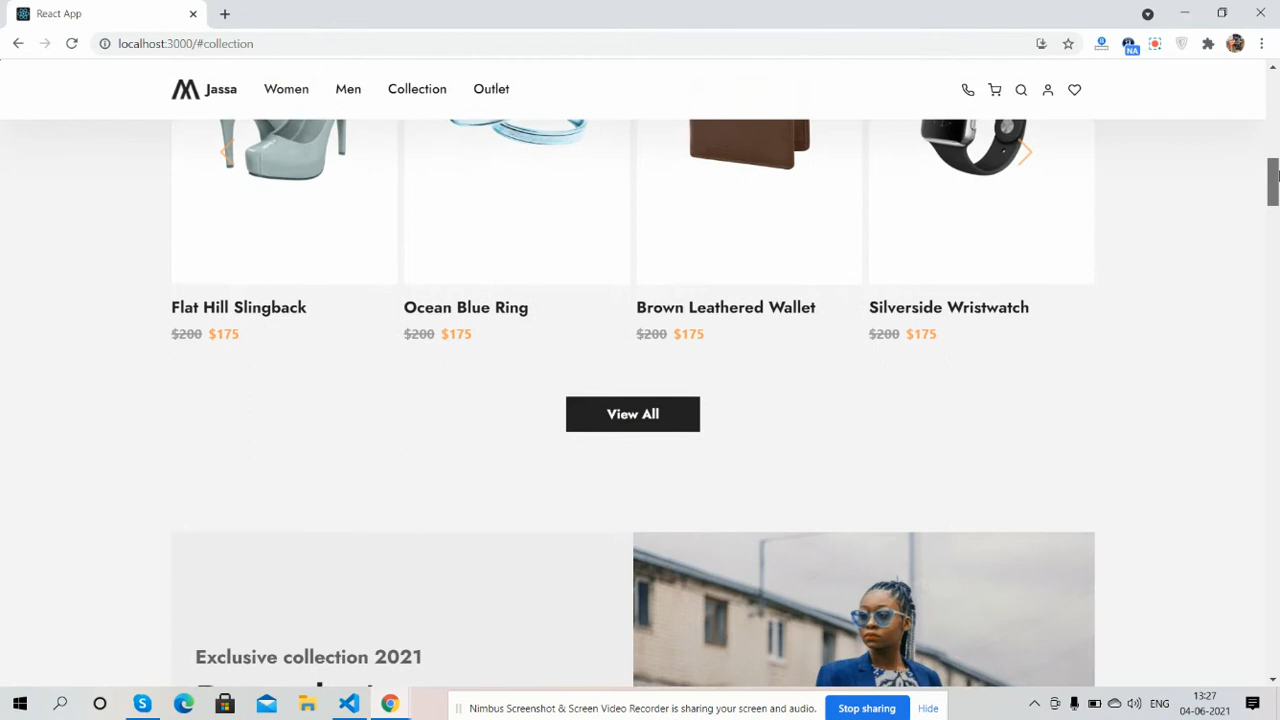 React App
localhost:3000/#collection
NA
Jassa Women Men Collection Outlet
Flat Hill Slingback Ocean Blue Ring Brown Leathered Wallet Silverside Wristwatch
$200 $175 $200 $175 $200 $175 $200 $175
View All
Exclusive collection 2021
Nimbus Screenshot & Screen Video Recorder is sharing your screen and audio. Stop sharing Hide
ENG
13:27
04-06-2021